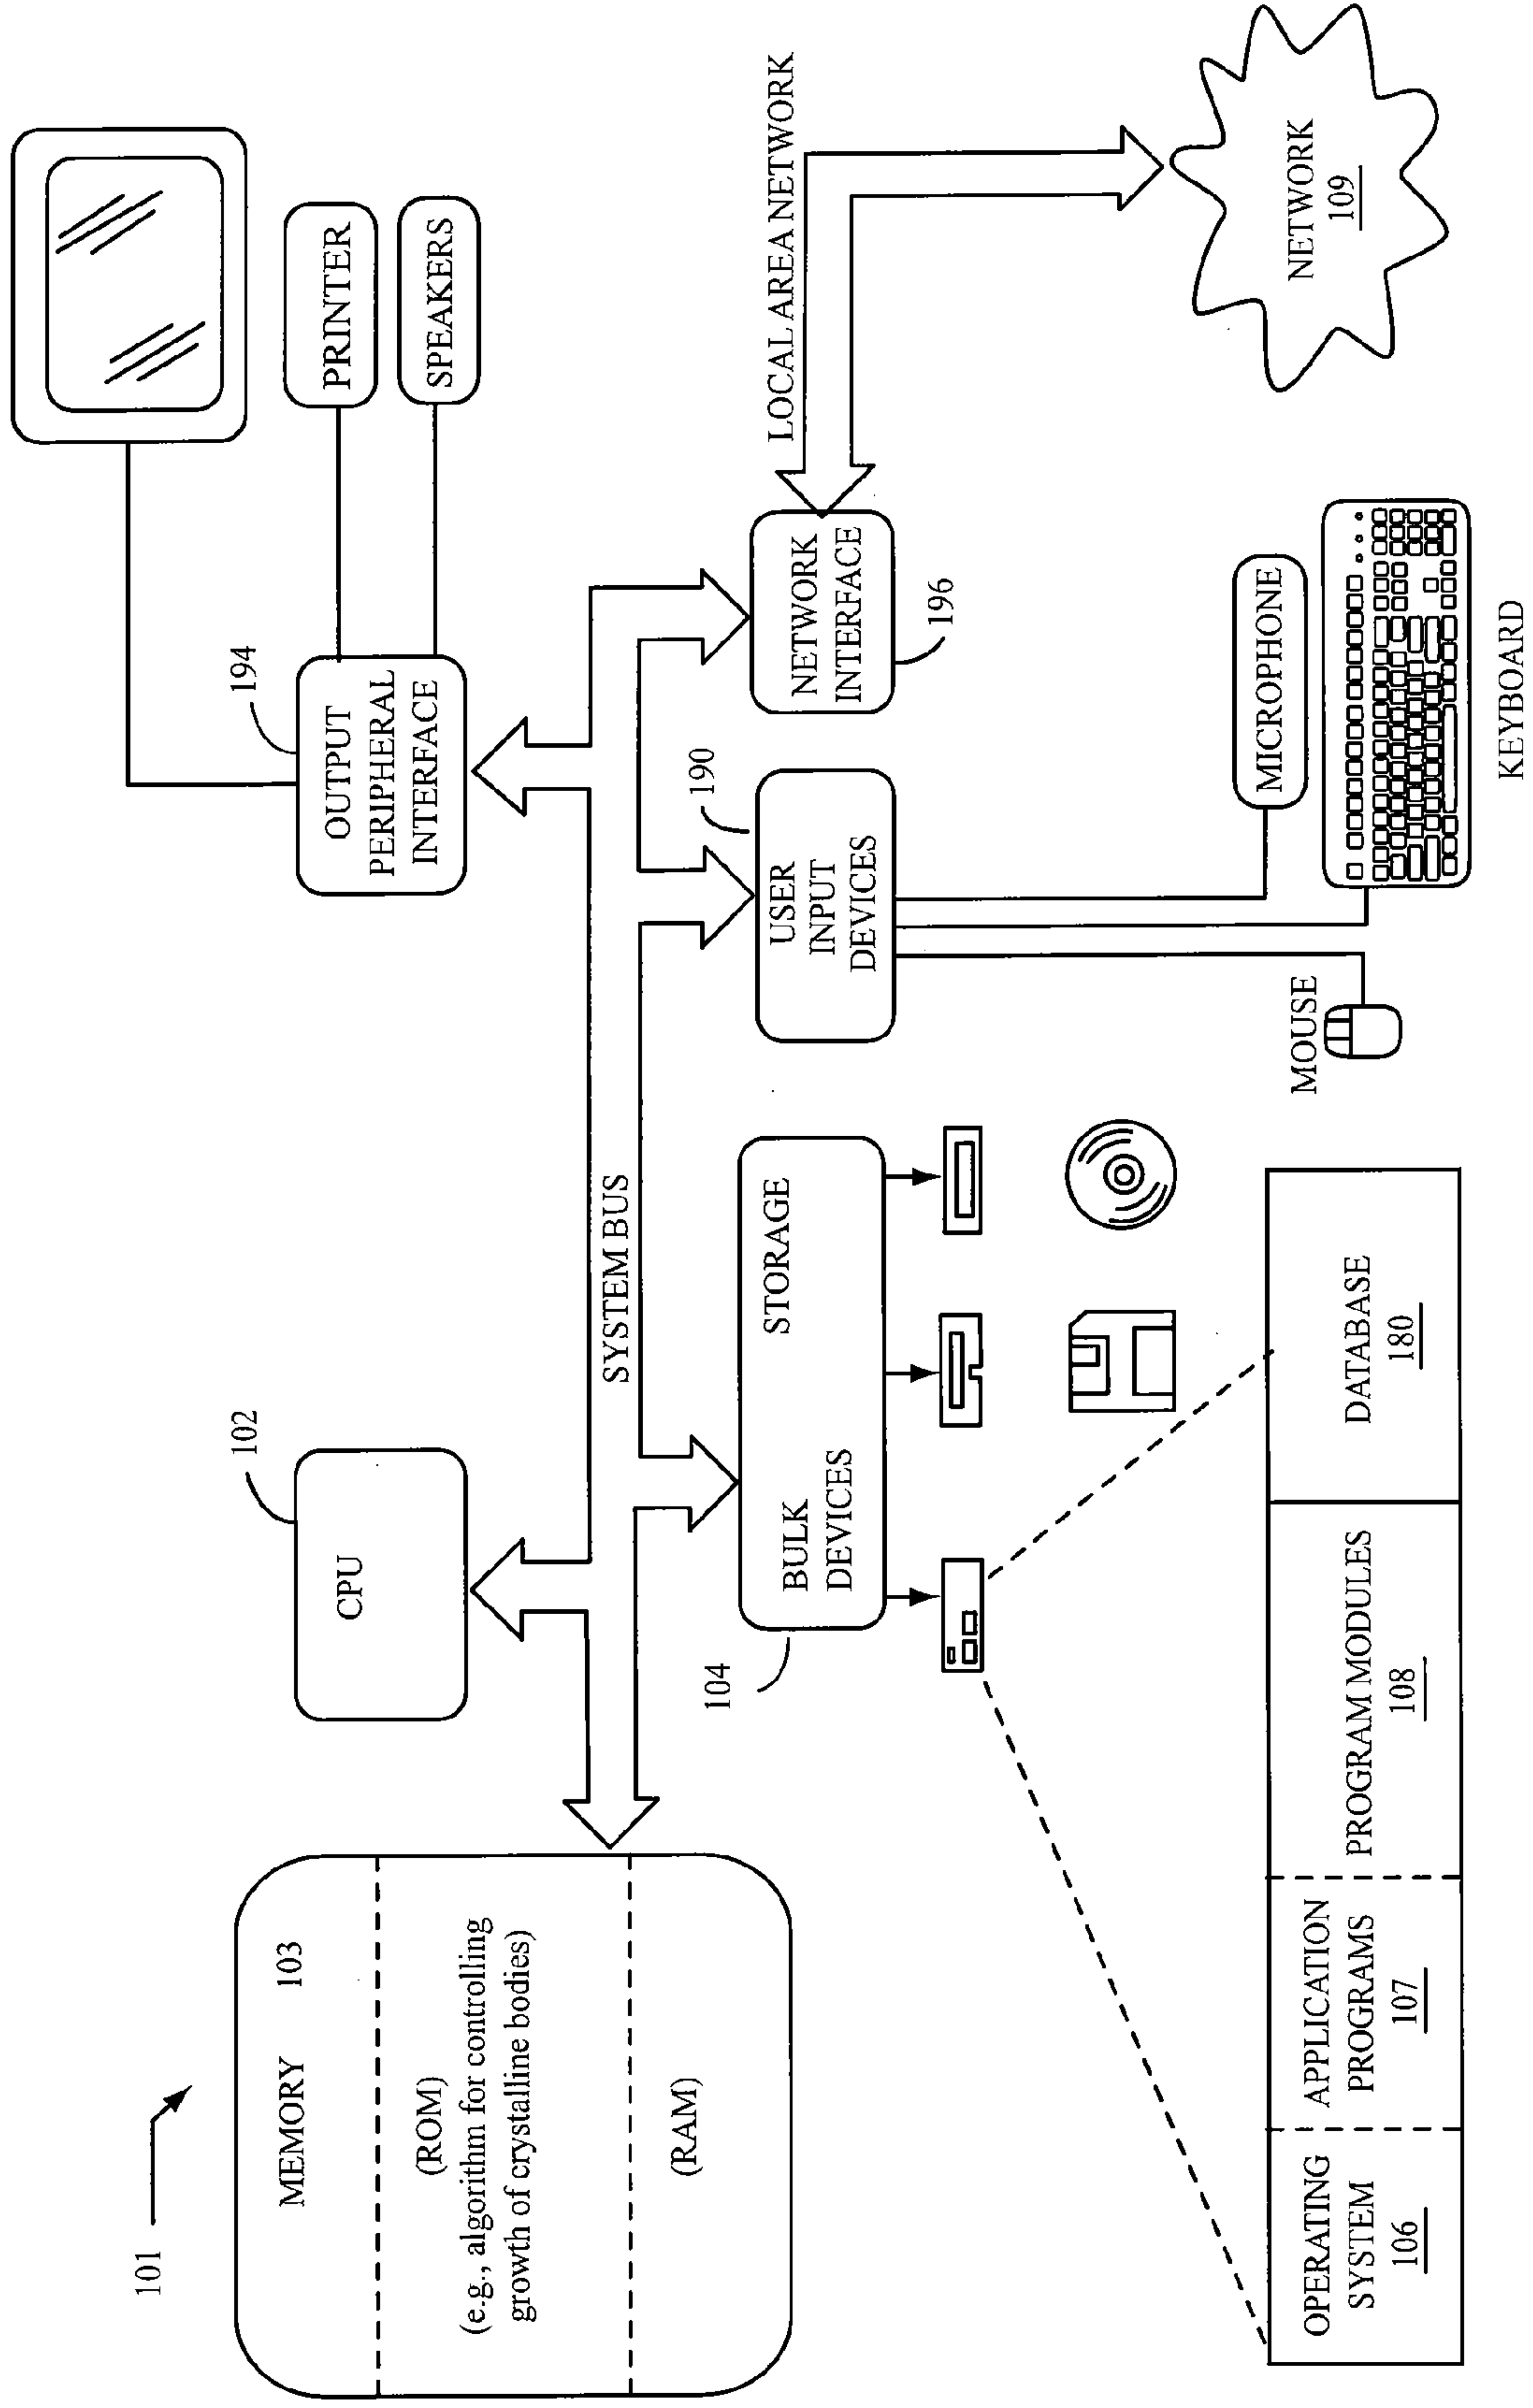 101
MEMORY 103
(ROM)
(e.g., algorithm for controlling
growth of crystalline bodies)
(RAM)
CPU
102
SYSTEM BUS
OUTPUT
PERIPHERAL
INTERFACE
194
PRINTER
SPEAKERS
BULK STORAGE
DEVICES
104
USER
INPUT
DEVICES
190
NETWORK
INTERFACE
196
LOCAL AREA NETWORK
NETWORK
109
MOUSE
MICROPHONE
KEYBOARD
OPERATING
SYSTEM
106
APPLICATION
PROGRAMS
107
PROGRAM MODULES
108
DATABASE
180